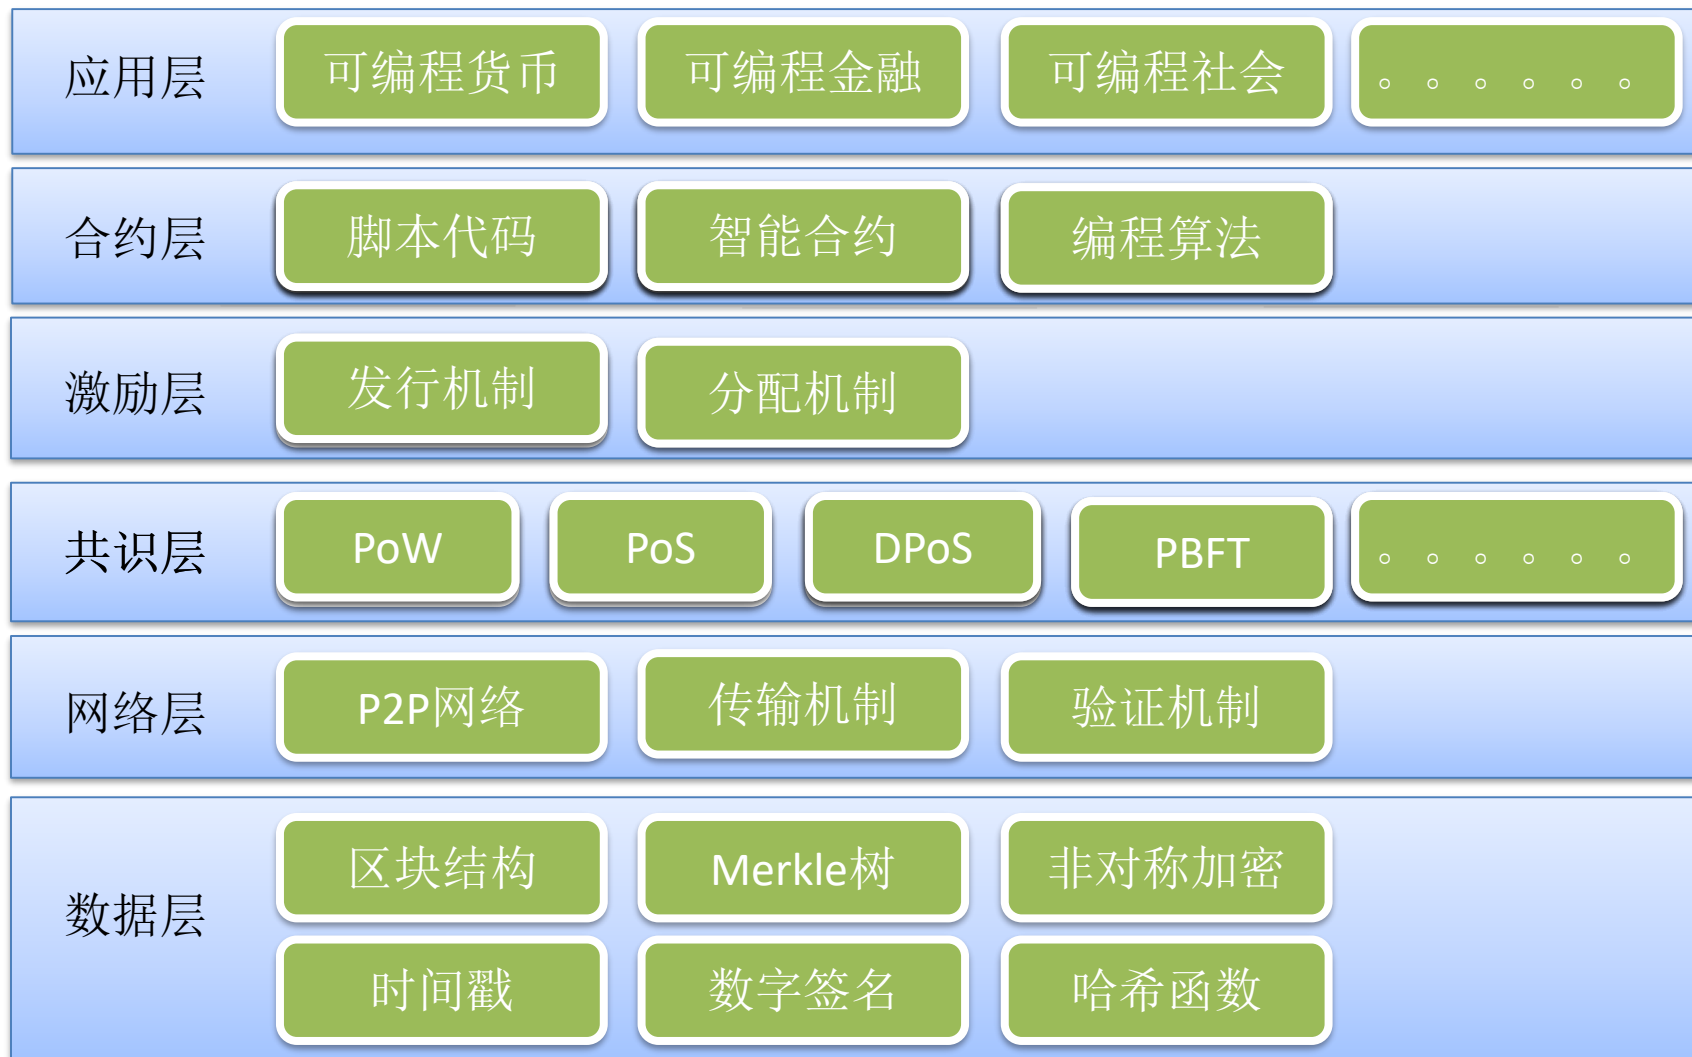 应用层 可编程货币 可编程金融 可编程社会 。。。。。。
合约层 脚本代码 智能合约 编程算法
激励层 发行机制 分配机制
共识层 PoW PoS DPoS PBFT 。。。。。。
网络层 P2P网络 传输机制 验证机制
区块结构 Merkle树 非对称加密
数据层
时间戳 数字签名 哈希函数